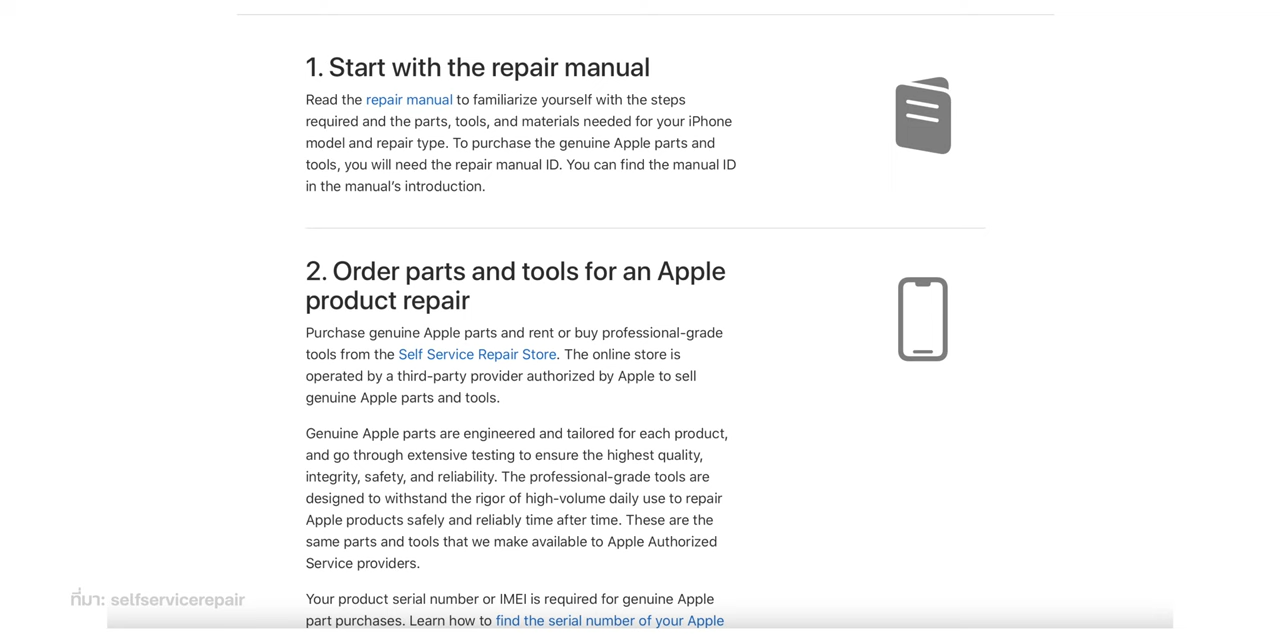 1. Start with the repair manual
Read the repair manual to familiarize yourself with the steps
required and the parts, tools, and materials needed for your iPhone
model and repair type. To purchase the genuine Apple parts and
tools, you will need the repair manual ID. You can find the manual ID
in the manual’s introduction.
2. Order parts and tools for an Apple
product repair
Purchase genuine Apple parts and rent or buy professional-grade
tools from the Self Service Repair Store. The online store is
operated by a third-party provider authorized by Apple to sell
genuine Apple parts and tools.
Genuine Apple parts are engineered and tailored for each product,
and go through extensive testing to ensure the highest quality,
integrity, safety, and reliability. The professional-grade tools are
designed to withstand the rigor of high-volume daily use to repair
Apple products safely and reliably time after time. These are the
same parts and tools that we make available to Apple Authorized
Service providers.
Your product serial number or IMEI is required for genuine Apple
part purchases. Learn how to find the serial number of your Apple
ที่มา: selfservicerepair